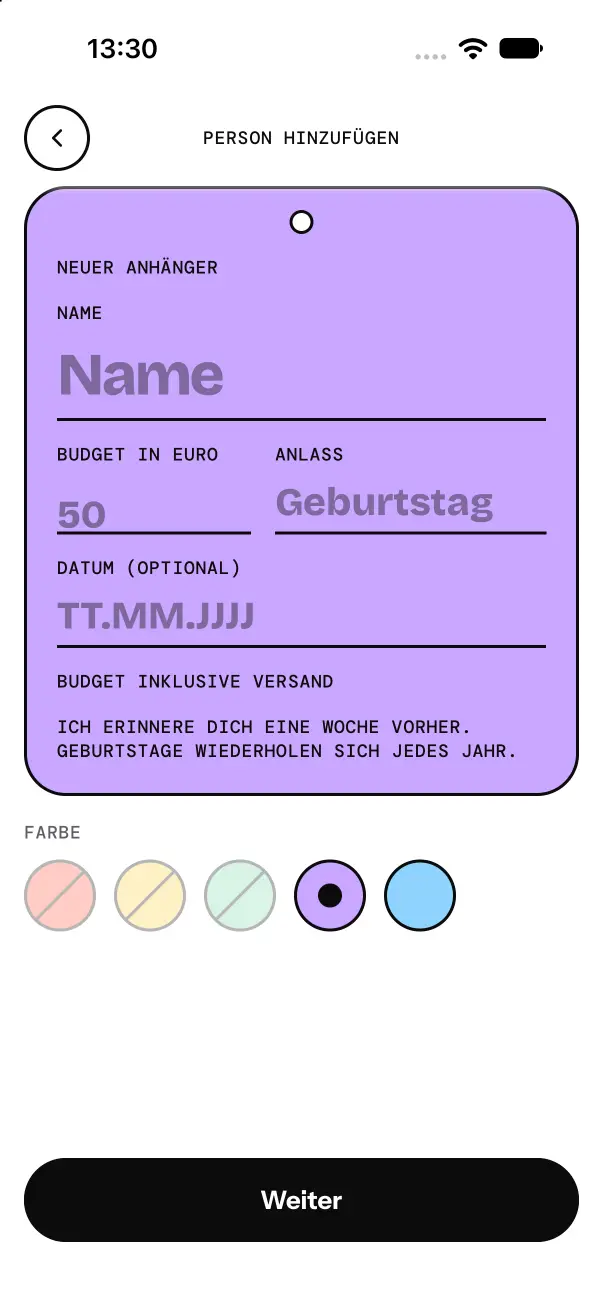 13:30
PERSON HINZUFÜGEN
NEUER ANHÄNGER
NAME
Name
BUDGET IN EURO
50
ANLASS
Geburtstag
DATUM (OPTIONAL)
TT.MM.JJJJ
BUDGET INKLUSIVE VERSAND
ICH ERINNERE DICH EINE WOCHE VORHER.
GEBURTSTAGE WIEDERHOLEN SICH JEDES JAHR.
FARBE
Weiter